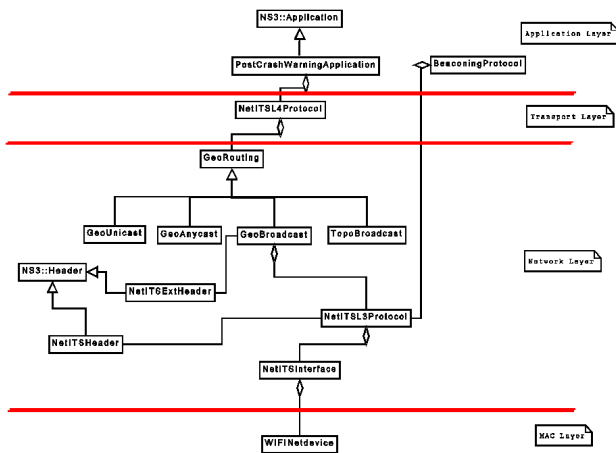 NS3::Application
Application Layer
PostCrashWarningApplication
BeaconingProtocol
NetITSL4Protocol
Transport Layer
GeoRouting
GeoUnicast
GeoAnycast
GeoBroadcast
TopoBroadcast
NS3::Header
Network Layer
NetITSExtHeader
NetITSL3Protocol
NetITSHeader
NetITSInterface
MAC Layer
WIFINetdevice